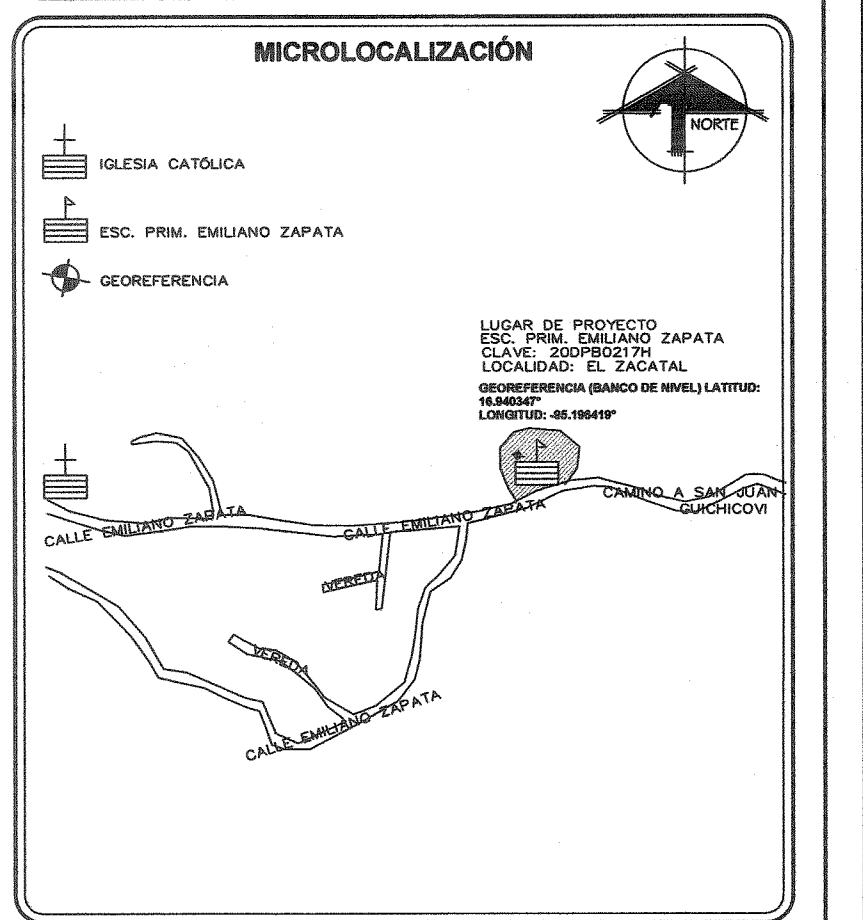 MICROLOCALIZACIÓN
NORTE
IGLESIA CATÓLICA
ESC. PRIM. EMILIANO ZAPATA
GEOREFERENCIA
LUGAR DE PROYECTO
ESC. PRIM. EMILIANO ZAPATA
CLAVE: 20DPB0217H
LOCALIDAD: EL ZACATAL
GEOREFERENCIA (BANCO DE NIVEL) LATITUD:
16.940347°
LONGITUD: -95.196419°
CAMINO A SAN JUAN
GUICHICOVI
CALLE EMILIANO ZAPATA
CALLE EMILIANO ZAPATA
VEREDA
VEREDA
CALLE EMILIANO ZAPATA